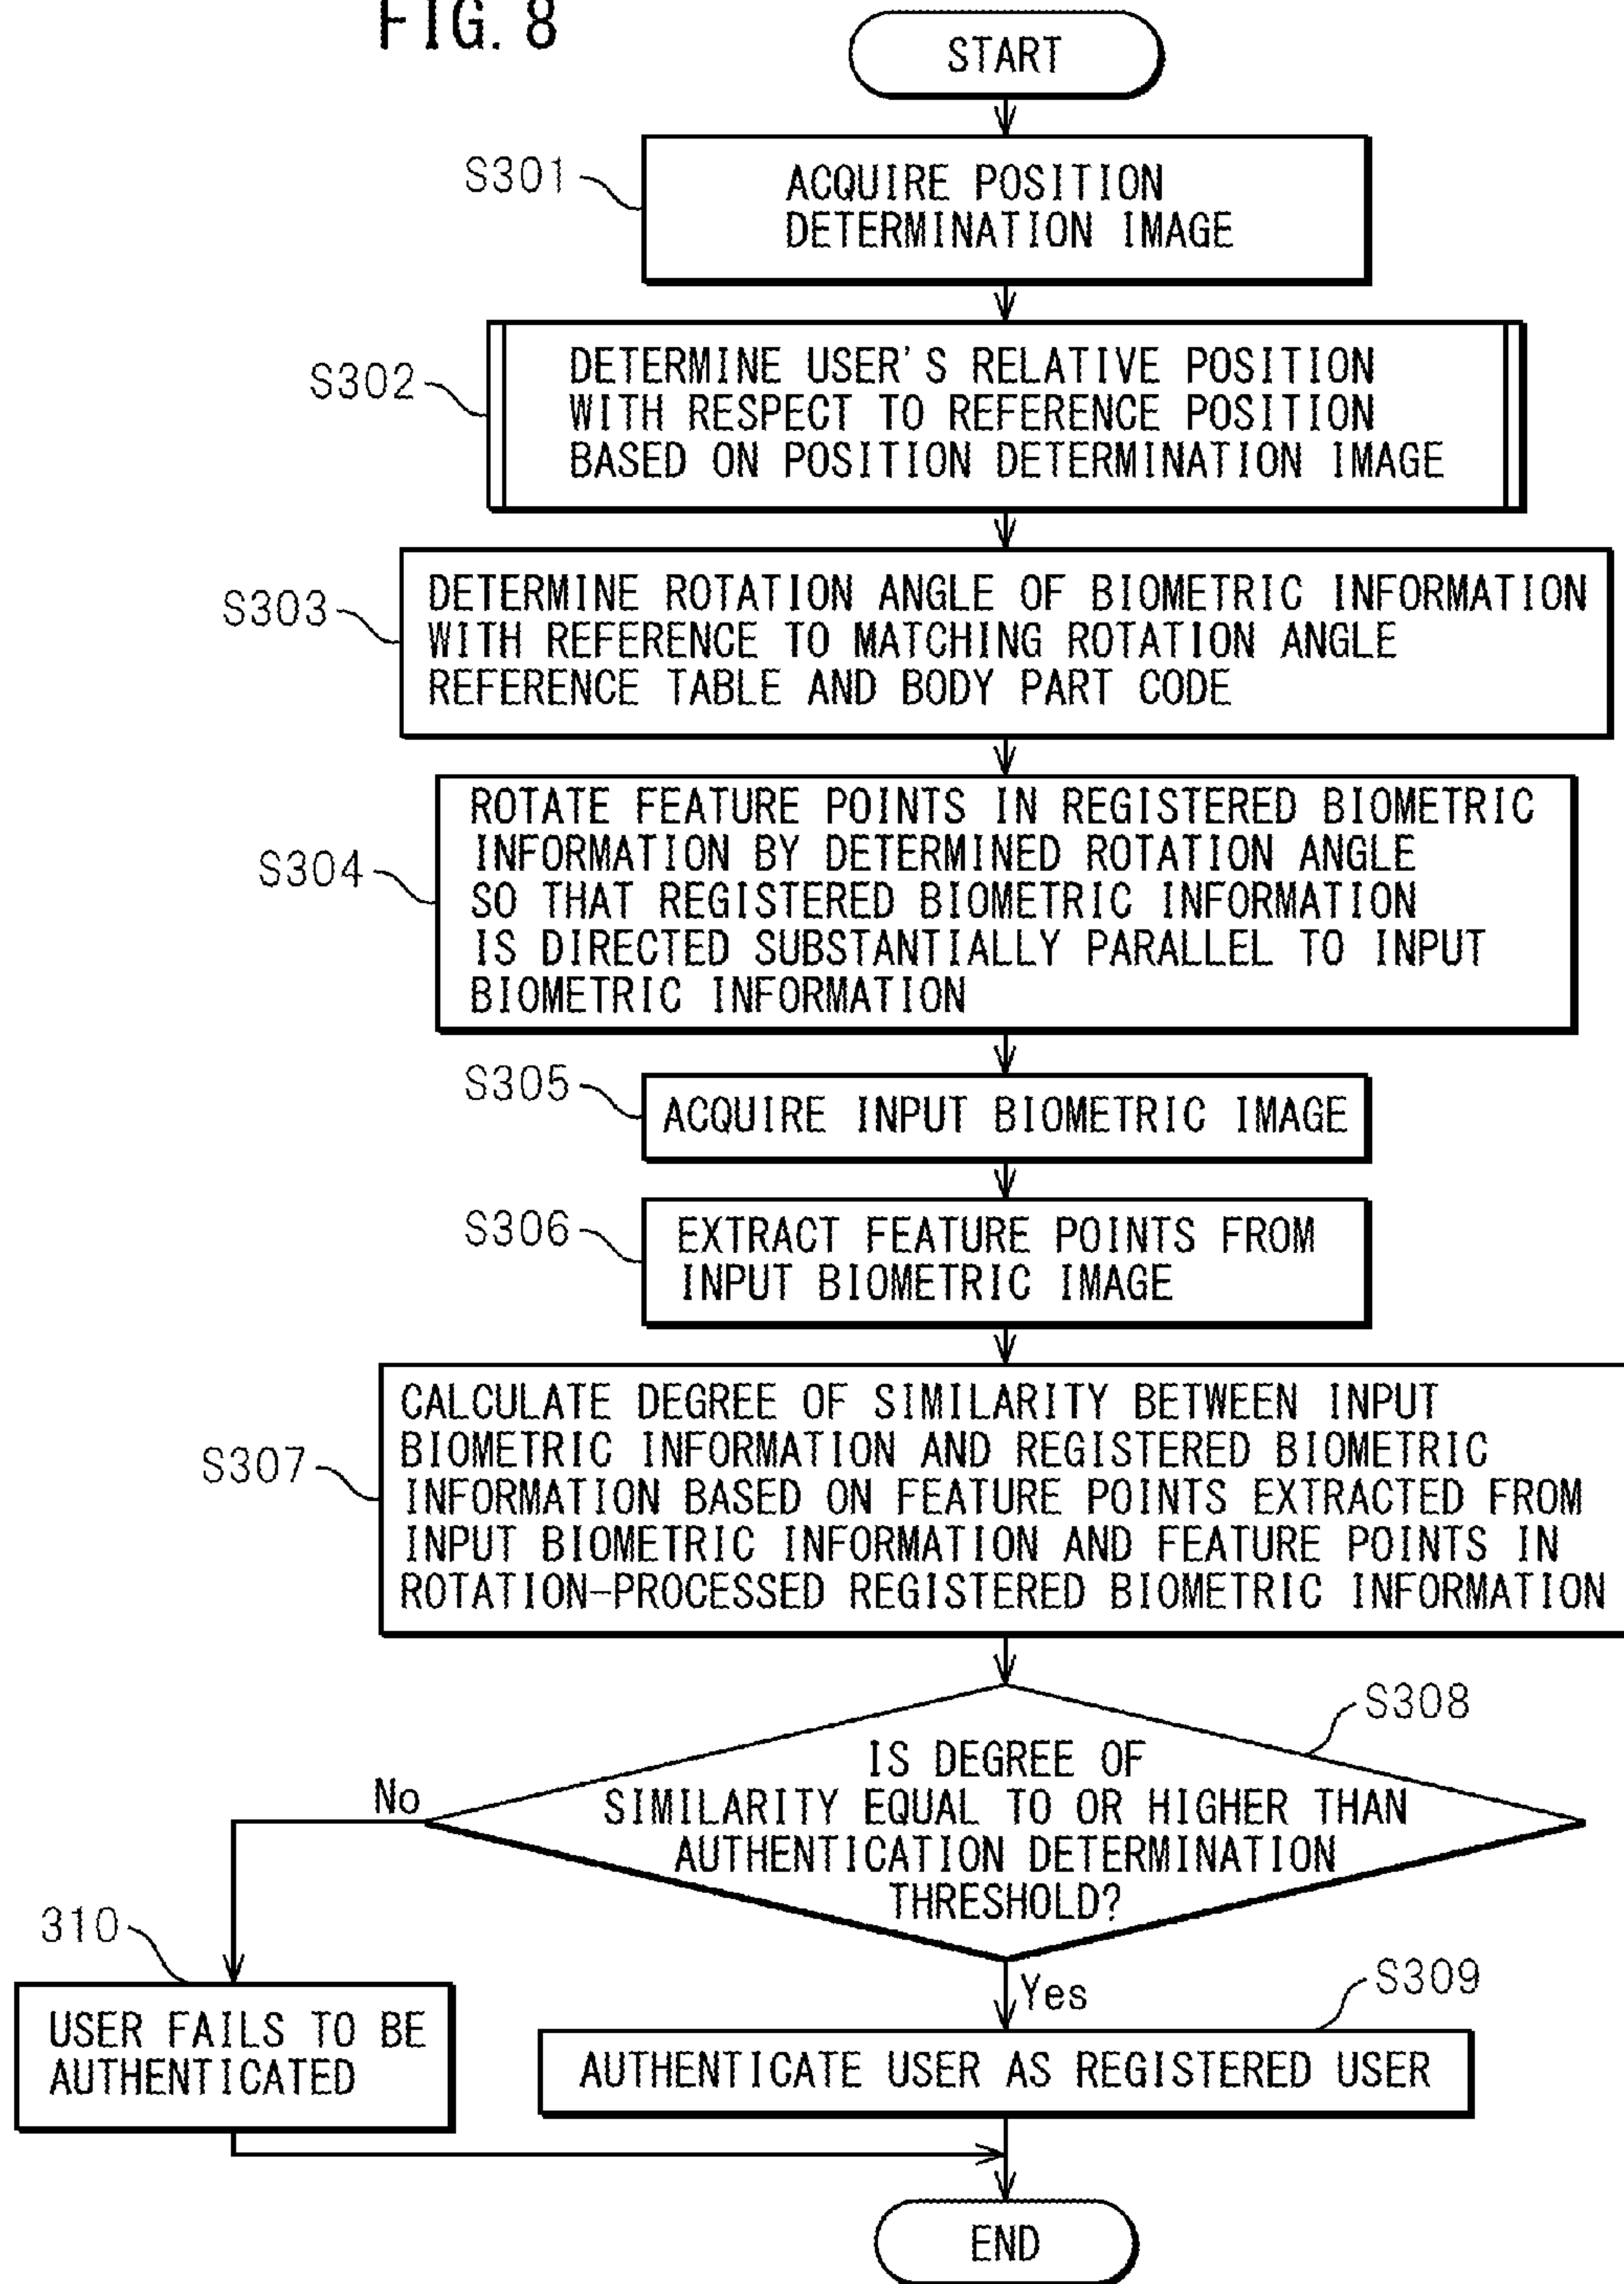 FIG. 8
START
S301
ACQUIRE POSITION
DETERMINATION IMAGE
S302
DETERMINE USER'S RELATIVE POSITION
WITH RESPECT TO REFERENCE POSITION
BASED ON POSITION DETERMINATION IMAGE
S303
DETERMINE ROTATION ANGLE OF BIOMETRIC INFORMATION
WITH REFERENCE TO MATCHING ROTATION ANGLE
REFERENCE TABLE AND BODY PART CODE
S304
ROTATE FEATURE POINTS IN REGISTERED BIOMETRIC
INFORMATION BY DETERMINED ROTATION ANGLE
SO THAT REGISTERED BIOMETRIC INFORMATION
IS DIRECTED SUBSTANTIALLY PARALLEL TO INPUT
BIOMETRIC INFORMATION
S305
ACQUIRE INPUT BIOMETRIC IMAGE
S306
EXTRACT FEATURE POINTS FROM
INPUT BIOMETRIC IMAGE
S307
CALCULATE DEGREE OF SIMILARITY BETWEEN INPUT
BIOMETRIC INFORMATION AND REGISTERED BIOMETRIC
INFORMATION BASED ON FEATURE POINTS EXTRACTED FROM
INPUT BIOMETRIC INFORMATION AND FEATURE POINTS IN
ROTATION-PROCESSED REGISTERED BIOMETRIC INFORMATION
S308
IS DEGREE OF
SIMILARITY EQUAL TO OR HIGHER THAN
AUTHENTICATION DETERMINATION
THRESHOLD?
No
310
USER FAILS TO BE
AUTHENTICATED
Yes
S309
AUTHENTICATE USER AS REGISTERED USER
END